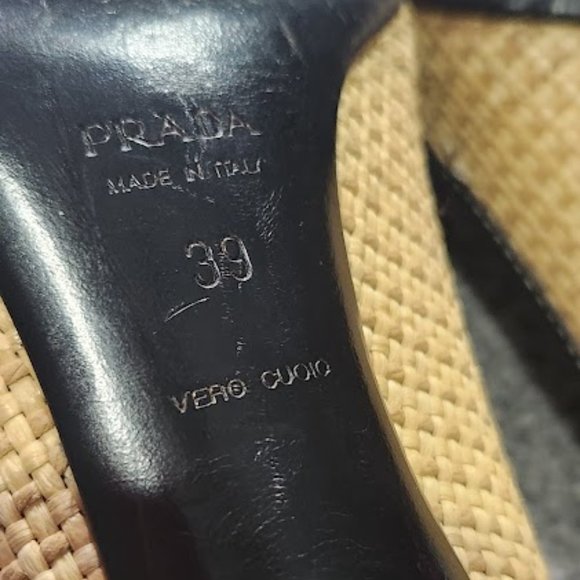 PRADA
MADE IN ITALY
39
VERO CUOIO